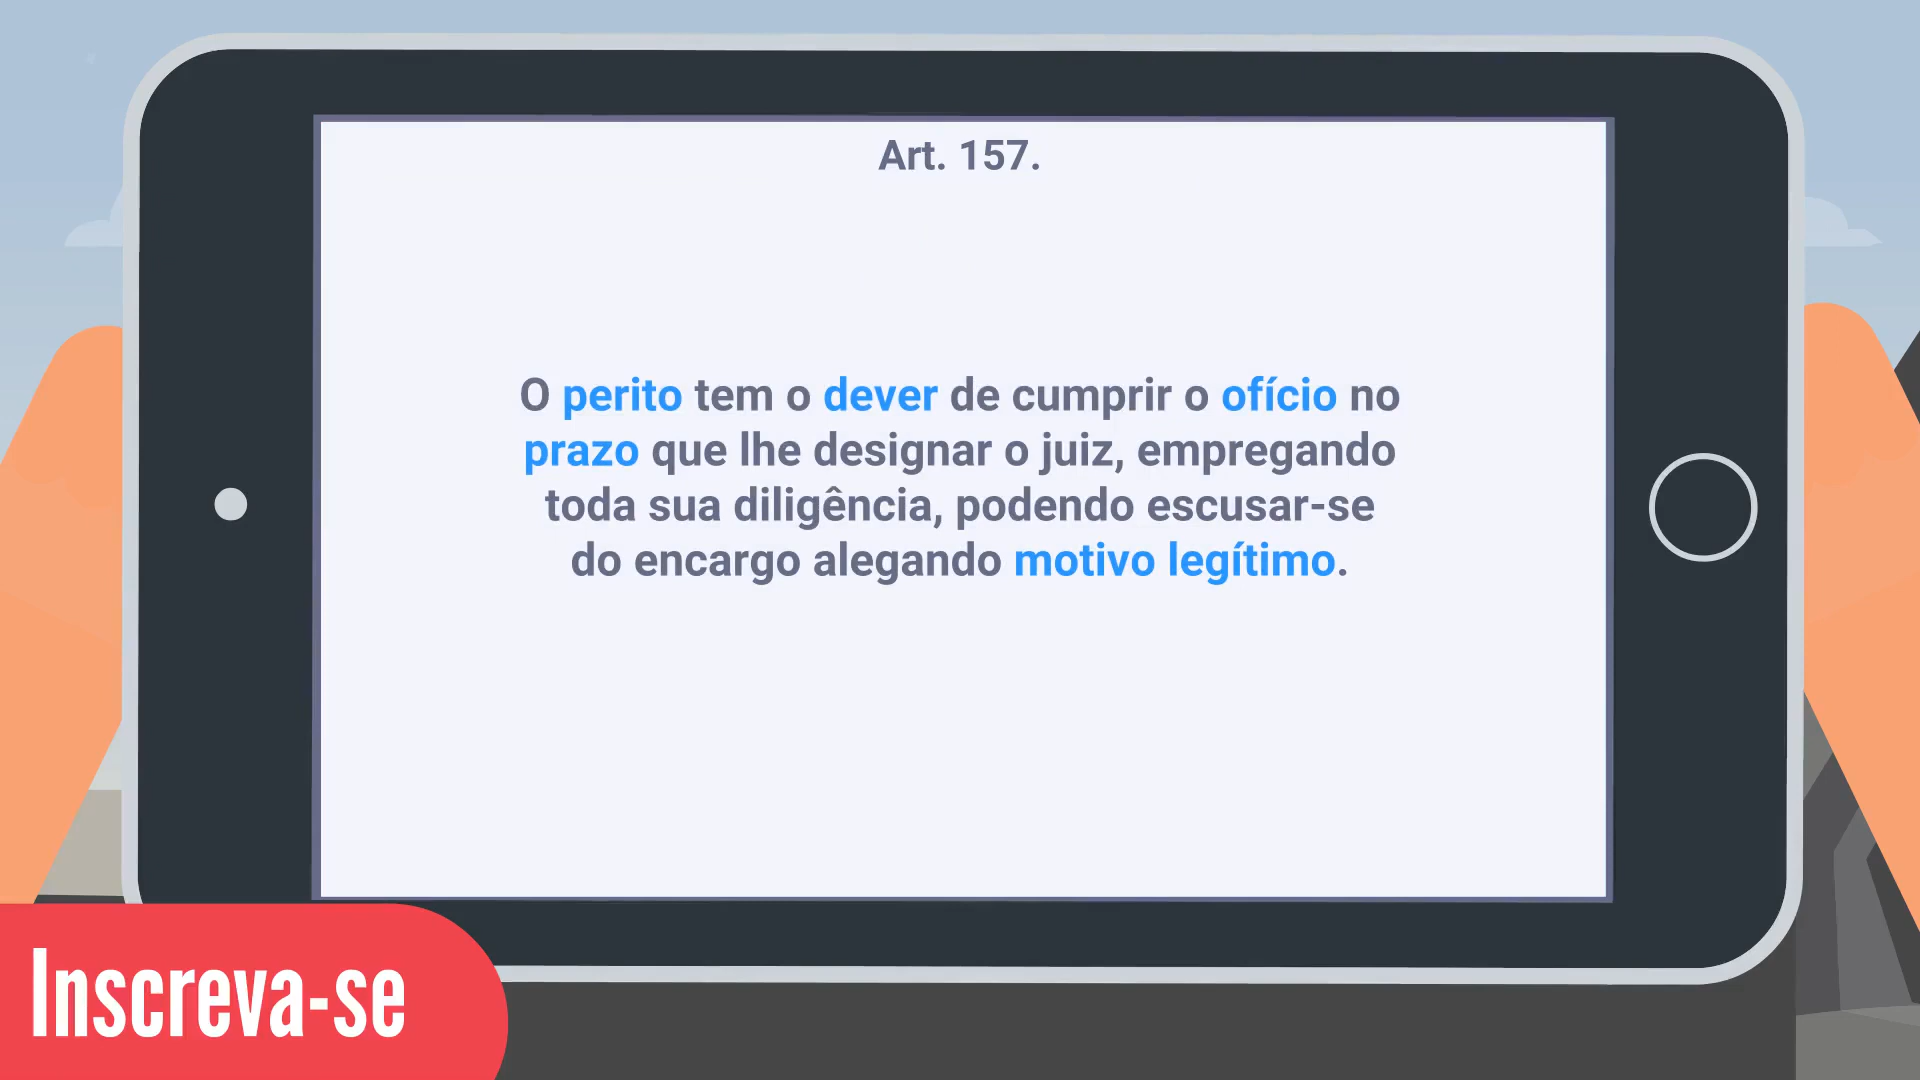 Art. 157.
O perito tem o dever de cumprir o ofício no
prazo que lhe designar o juiz, empregando
toda sua diligência, podendo escusar-se
do encargo alegando motivo legítimo.
Inscreva-se